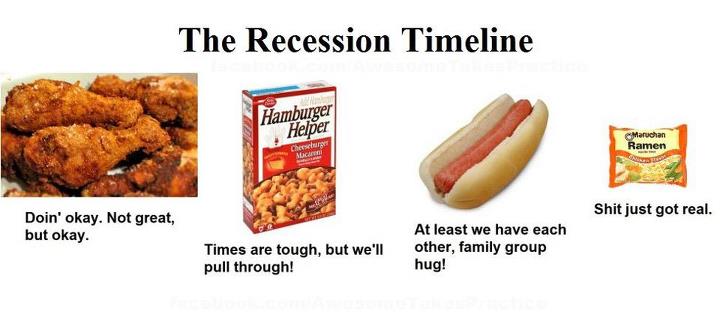 The Recession Timeline
facebook.com/AwesomeTakesPractice
Hamburger
Helper
Cheeseburger
Macaroni
Maruchan
Ramen
Doin' okay. Not great,
but okay.
Times are tough, but we'll
pull through!
At least we have each
other, family group
hug!
Shit just got real.
facebook.com/AwesomeTakesPractice